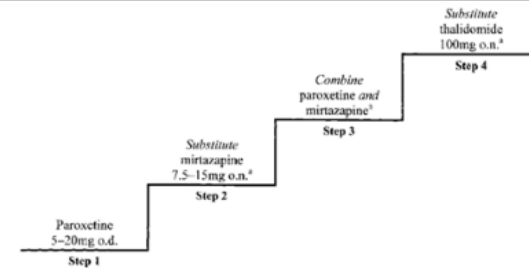 Paroxetine
5–20mg o.d.
Step 1
Substitute
mirtazapine
7.5–15mg o.n.ᵃ
Step 2
Combine
paroxetine and
mirtazapineᵃ
Step 3
Substitute
thalidomide
100mg o.n.ᵃ
Step 4